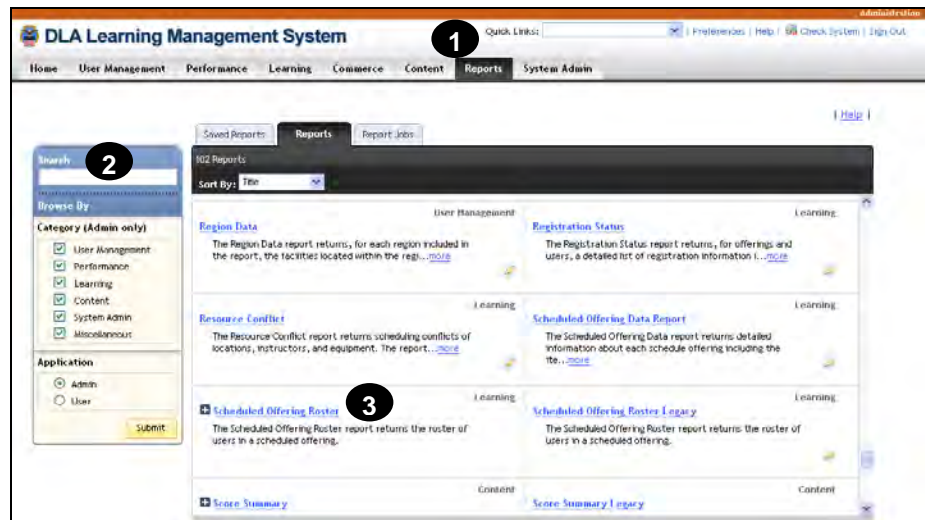 Administration
DLA Learning Management System
Quick Links:
| Preferences | Help | Check System | Sign Out
1
Home User Management Performance Learning Commerce Content Reports System Admin
| Help |
Saved Reports Reports Report Jobs
Search
2
102 Reports
Sort By: Title
Browse By
Category (Admin only)
User Management
Performance
Learning
Content
System Admin
Miscellaneous
Application
Admin
User
Submit
User Management
Region Data
The Region Data report returns, for each region included in
the report, the facilities located within the regi...more
Learning
Registration Status
The Registration Status report returns, for offerings and
users, a detailed list of registration information i...more
Learning
Resource Conflict
The Resource Conflict report returns scheduling conflicts of
locations, instructors, and equipment. The report...more
Learning
Scheduled Offering Data Report
The Scheduled Offering Data report returns detailed
information about each schedule offering including the
ite...more
Learning
Scheduled Offering Roster
3
The Scheduled Offering Roster report returns the roster of
users in a scheduled offering.
Learning
Scheduled Offering Roster Legacy
The Scheduled Offering Roster report returns the roster of
users in a scheduled offering.
Content
Score Summary
Content
Score Summary Legacy